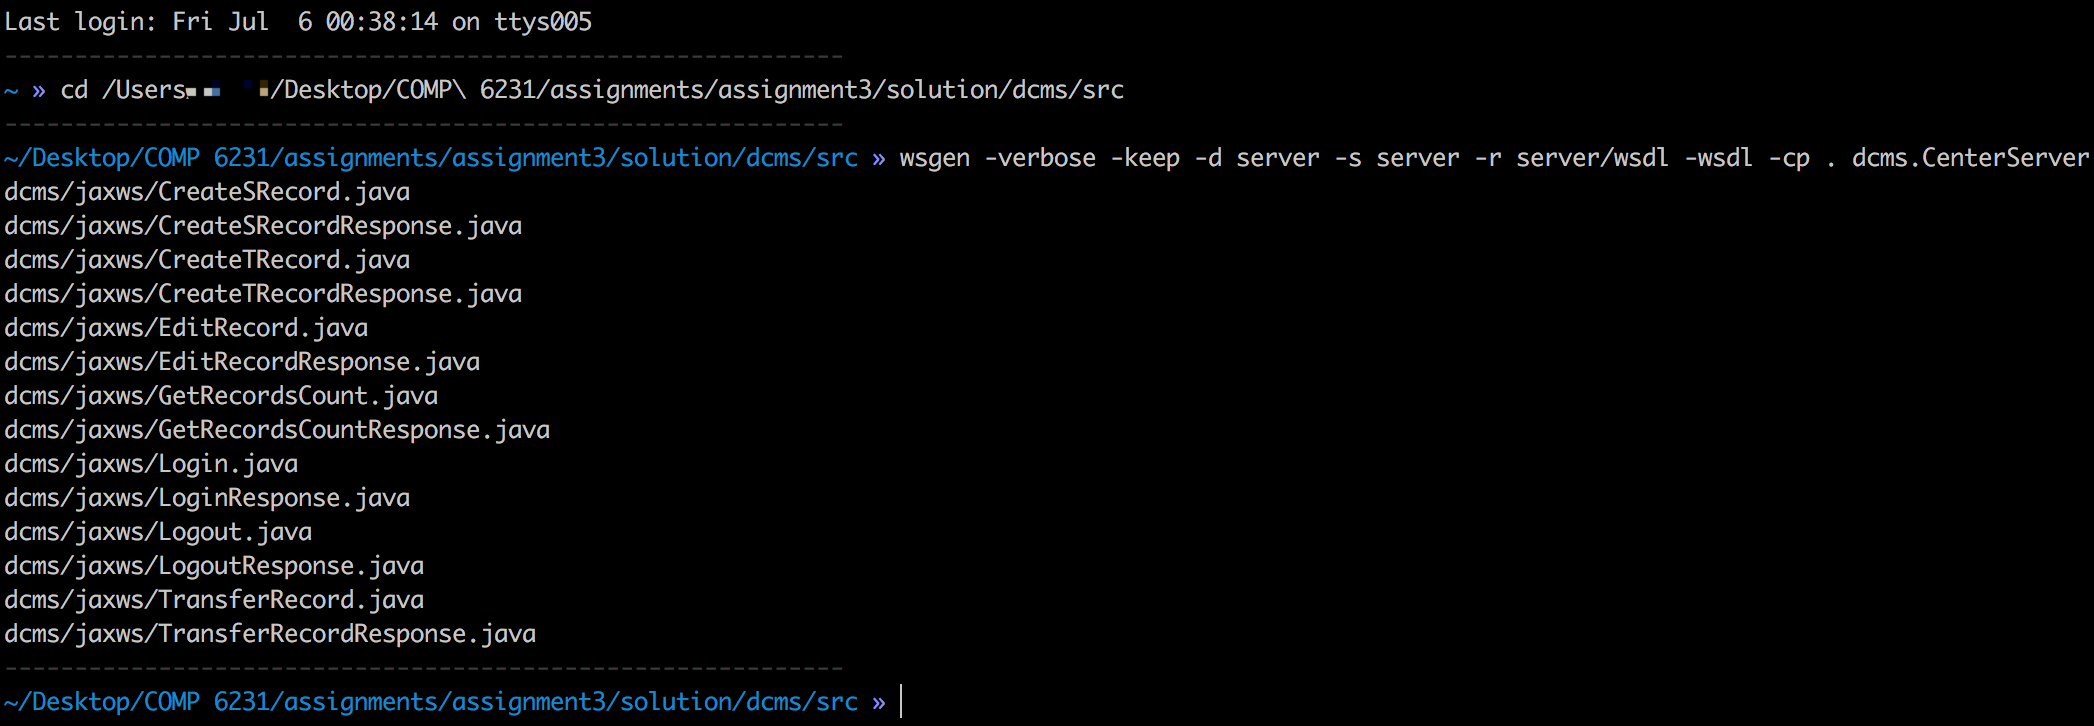 Last login: Fri Jul  6 00:38:14 on ttys005
------------------------------------------------------------
~ » cd /Users/Desktop/COMP\ 6231/assignments/assignment3/solution/dcms/src
------------------------------------------------------------
~/Desktop/COMP 6231/assignments/assignment3/solution/dcms/src » wsgen -verbose -keep -d server -s server -r server/wsdl -wsdl -cp . dcms.CenterServer
dcms/jaxws/CreateSRecord.java
dcms/jaxws/CreateSRecordResponse.java
dcms/jaxws/CreateTRecord.java
dcms/jaxws/CreateTRecordResponse.java
dcms/jaxws/EditRecord.java
dcms/jaxws/EditRecordResponse.java
dcms/jaxws/GetRecordsCount.java
dcms/jaxws/GetRecordsCountResponse.java
dcms/jaxws/Login.java
dcms/jaxws/LoginResponse.java
dcms/jaxws/Logout.java
dcms/jaxws/LogoutResponse.java
dcms/jaxws/TransferRecord.java
dcms/jaxws/TransferRecordResponse.java
------------------------------------------------------------
~/Desktop/COMP 6231/assignments/assignment3/solution/dcms/src »